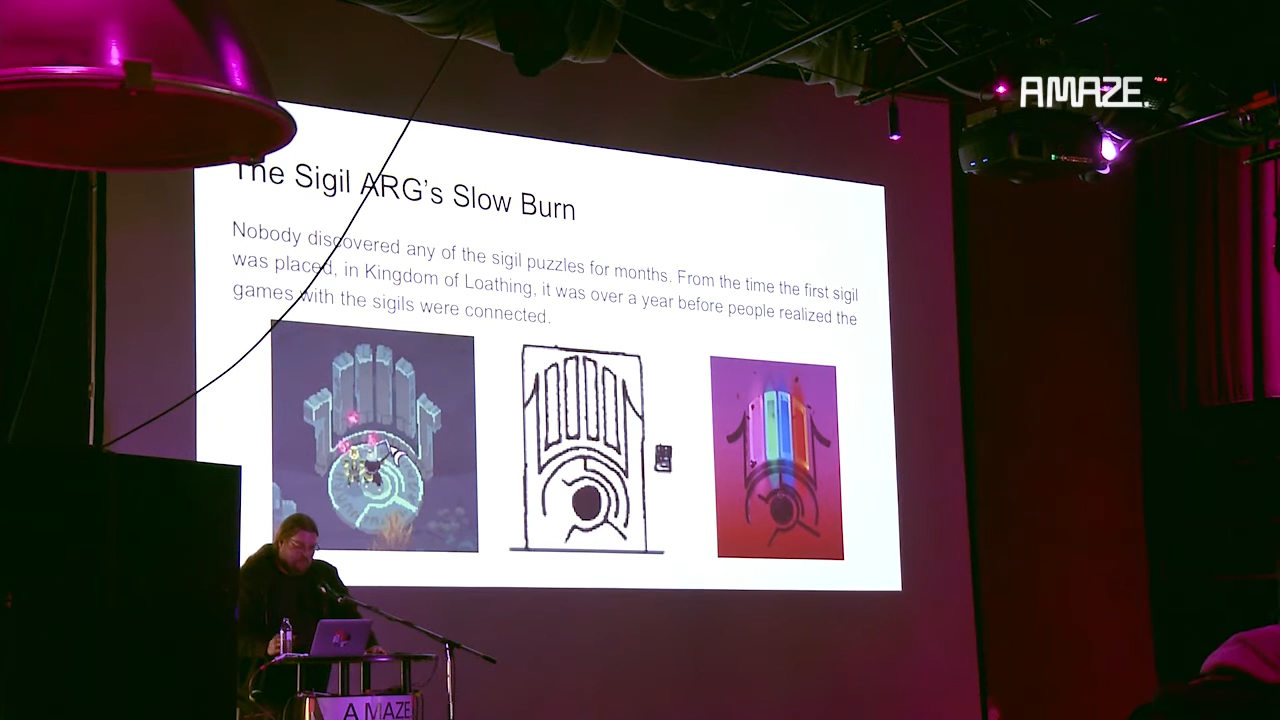 A MAZE.
The Sigil ARG's Slow Burn
Nobody discovered any of the sigil puzzles for months. From the time the first sigil
was placed, in Kingdom of Loathing, it was over a year before people realized the
games with the sigils were connected.
A MAZE